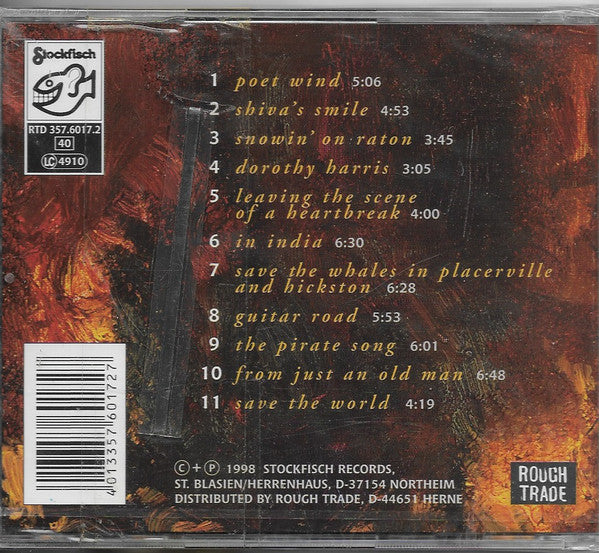 Stockfisch
RTD 357.6017.2
40
LC 4910
1 poet wind 5:06
2 shiva's smile 4:53
3 snowin' on raton 3:45
4 dorothy harris 3:05
5 leaving the scene
of a heartbreak 4:00
6 in india 6:30
7 save the whales in placerville
and hickston 6:28
8 guitar road 5:53
9 the pirate song 6:01
10 from just an old man 6:48
11 save the world 4:19
4013357601727
©+℗ 1998 STOCKFISCH RECORDS,
ST. BLASIEN/HERRENHAUS, D-37154 NORTHEIM
DISTRIBUTED BY ROUGH TRADE, D-44651 HERNE
ROUGH
TRADE